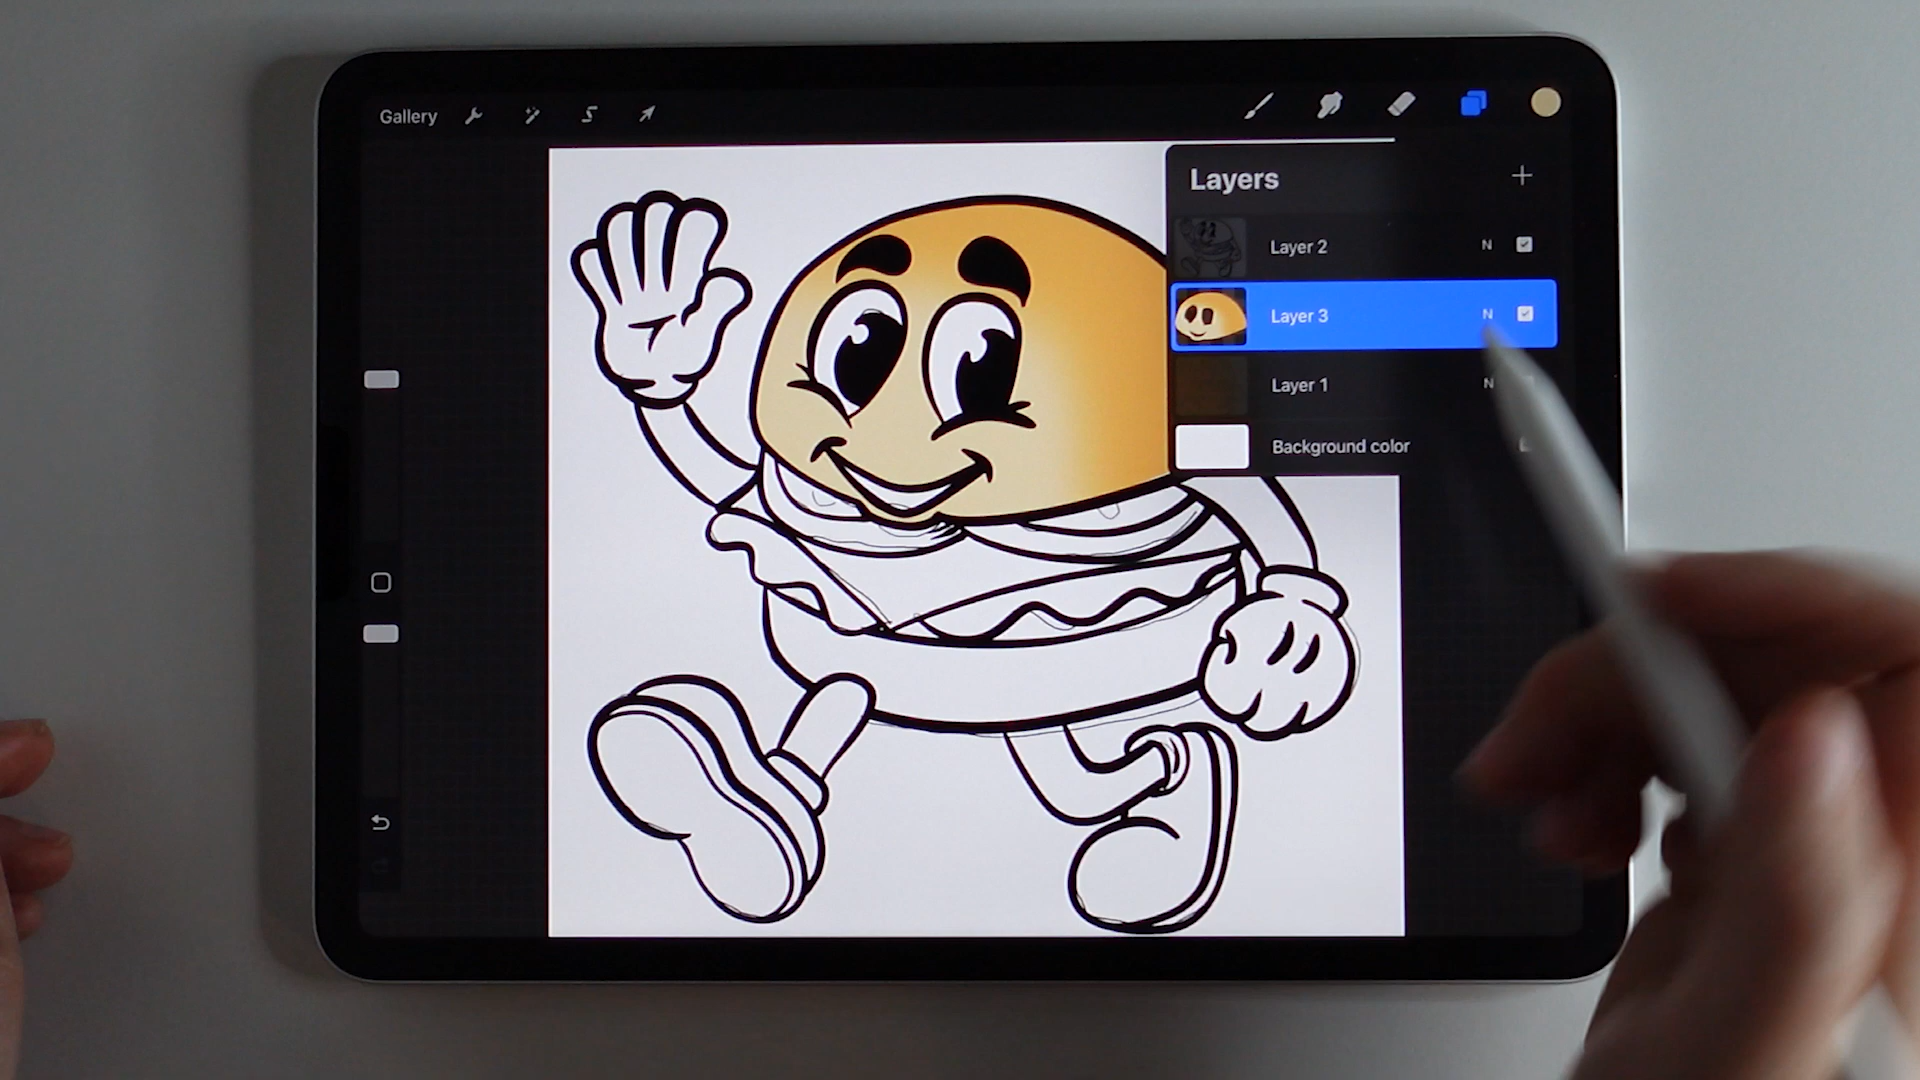 Gallery
Layers
Layer 2 N
Layer 3 N
Layer 1 N
Background color